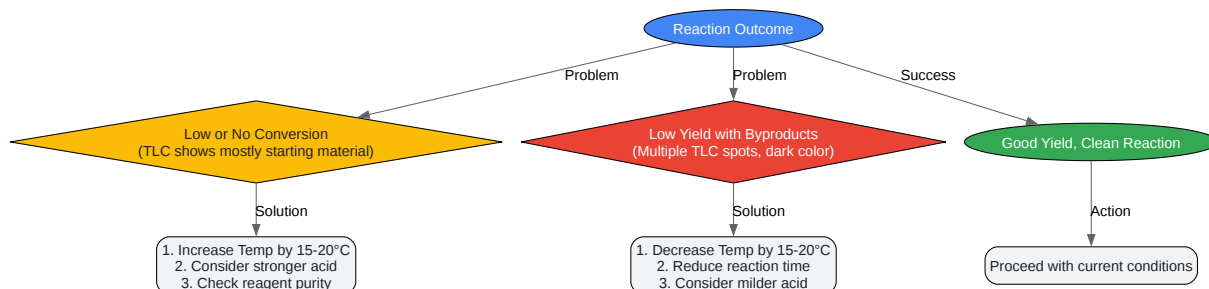 Reaction Outcome
Problem
Problem
Success
Low or No Conversion
(TLC shows mostly starting material)
Low Yield with Byproducts
(Multiple TLC spots, dark color)
Good Yield, Clean Reaction
Solution
Solution
Action
1. Increase Temp by 15-20°C
2. Consider stronger acid
3. Check reagent purity
1. Decrease Temp by 15-20°C
2. Reduce reaction time
3. Consider milder acid
Proceed with current conditions